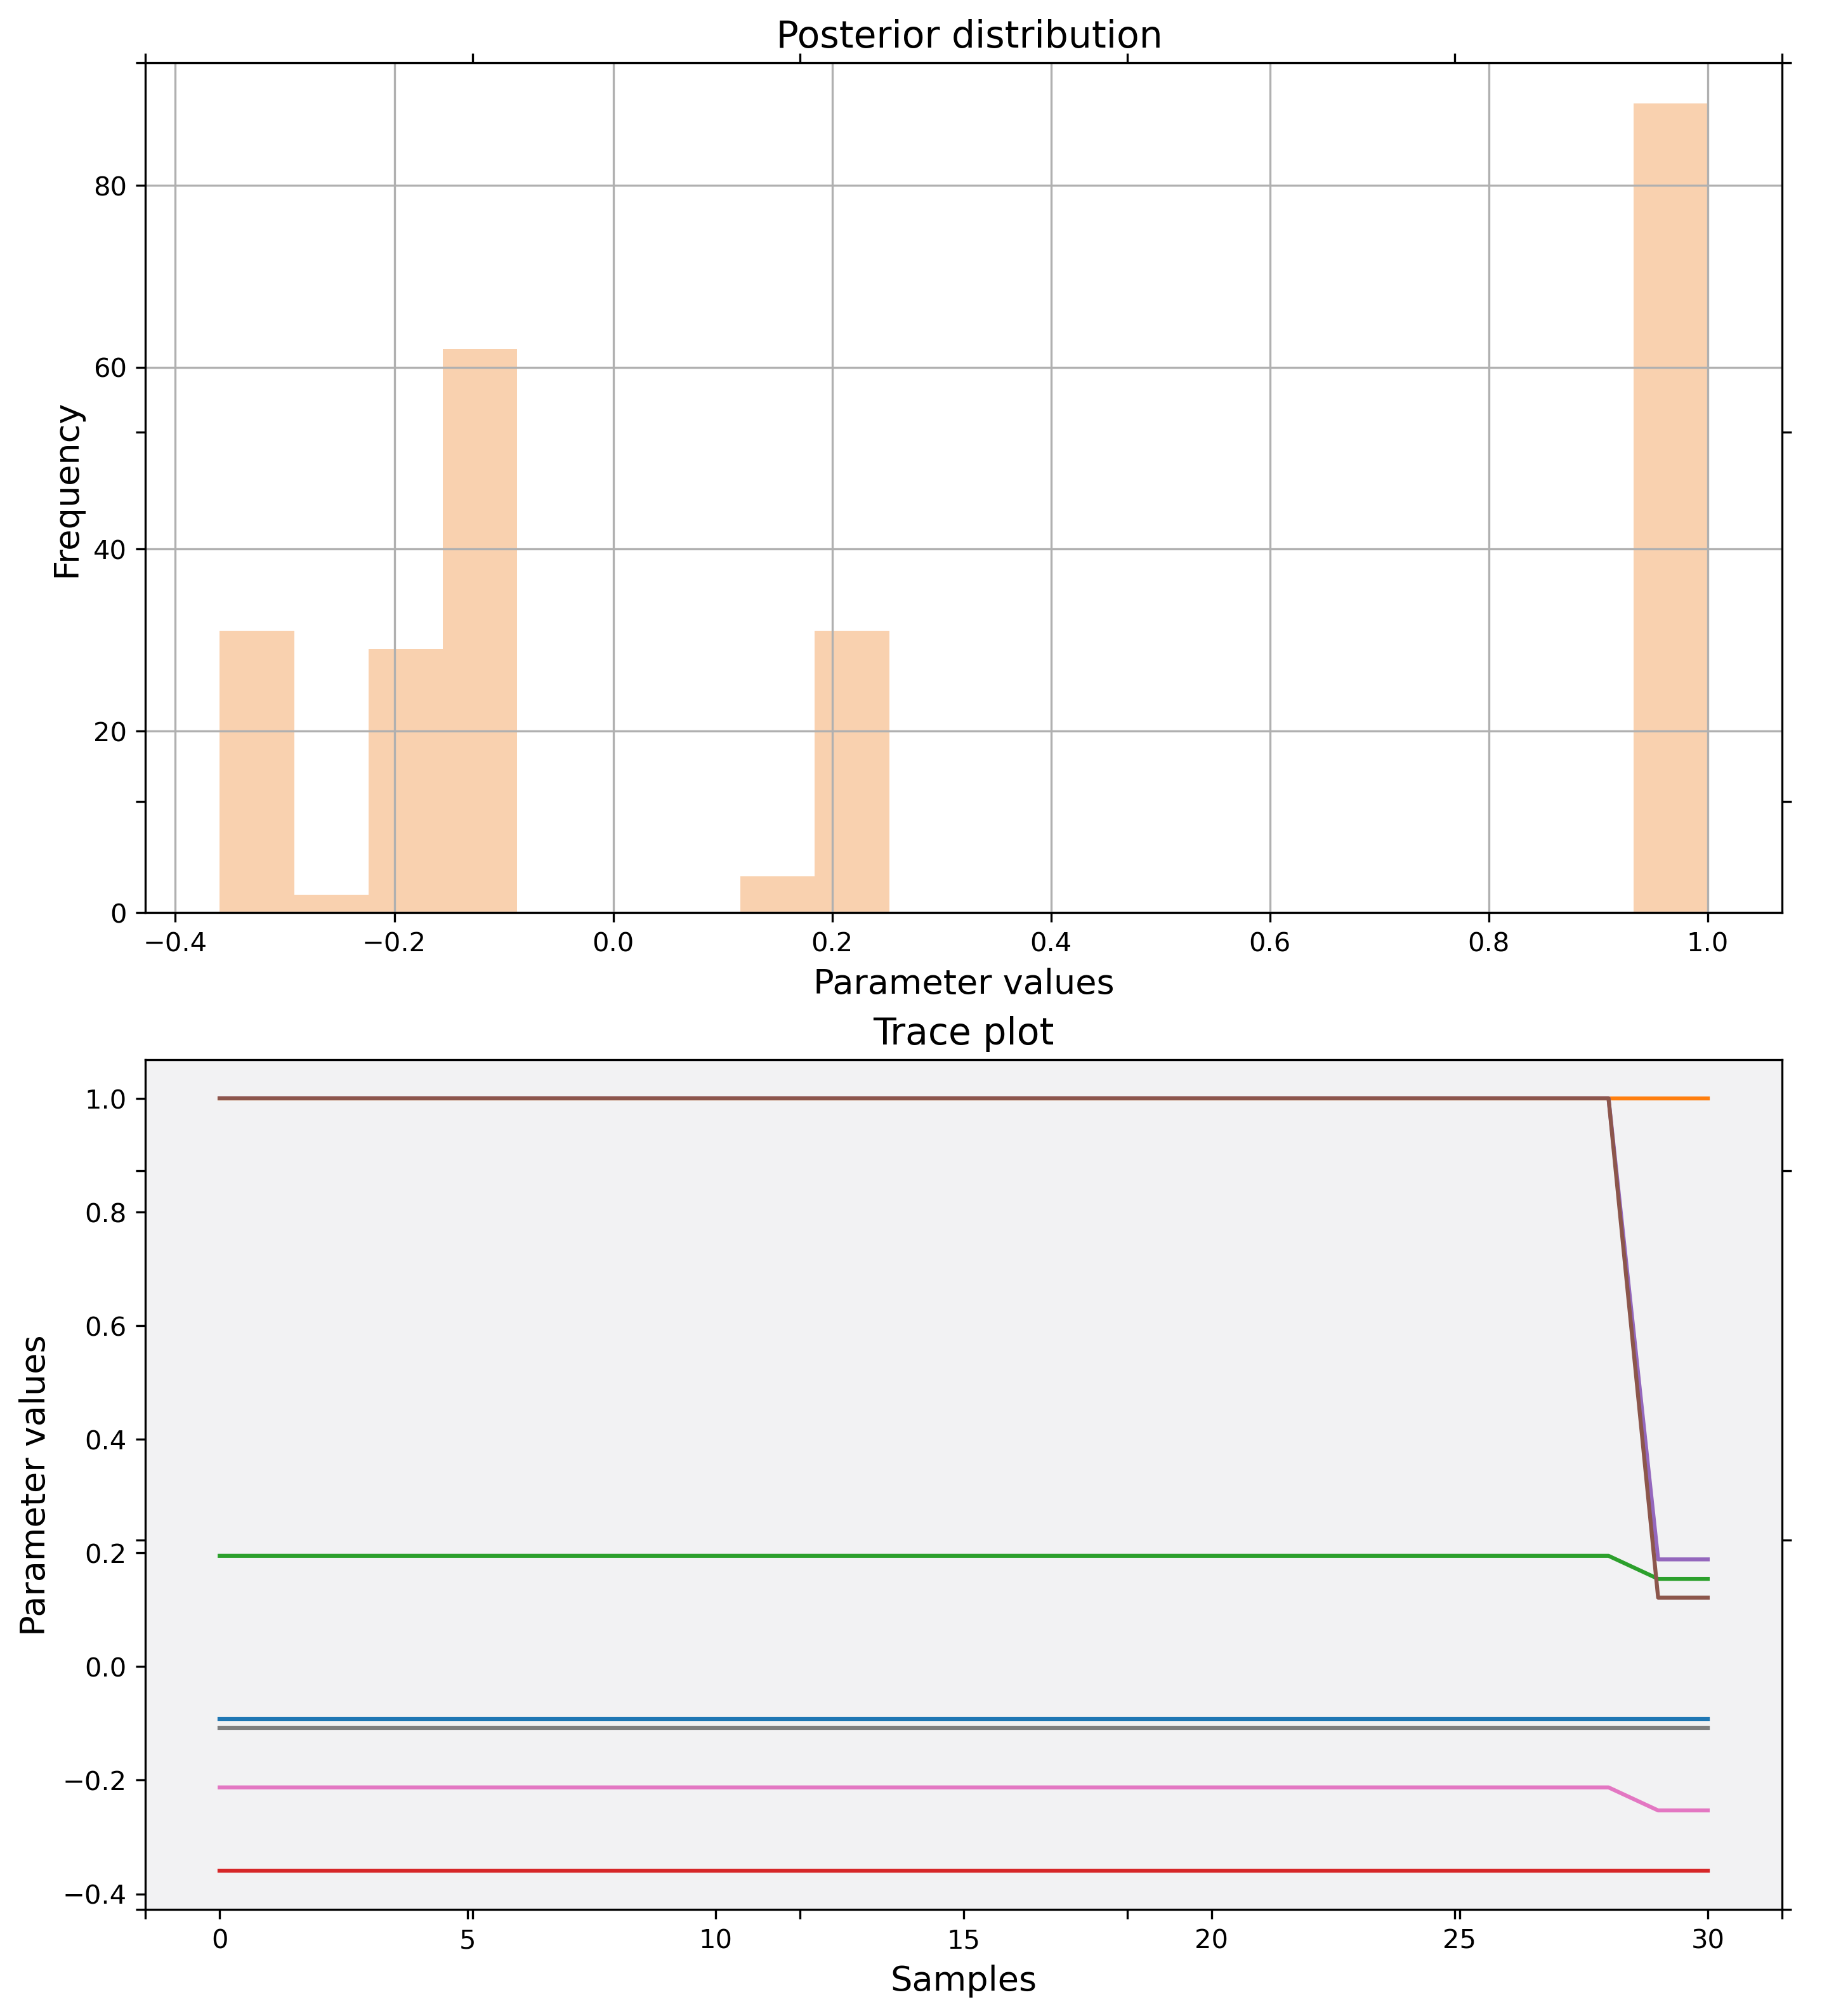 Posterior distribution
80
60
40
20
0
Frequency
−0.4 −0.2 0.0 0.2 0.4 0.6 0.8 1.0
Parameter values
Trace plot
1.0
0.8
0.6
0.4
0.2
0.0
−0.2
−0.4
Parameter values
0 5 10 15 20 25 30
Samples